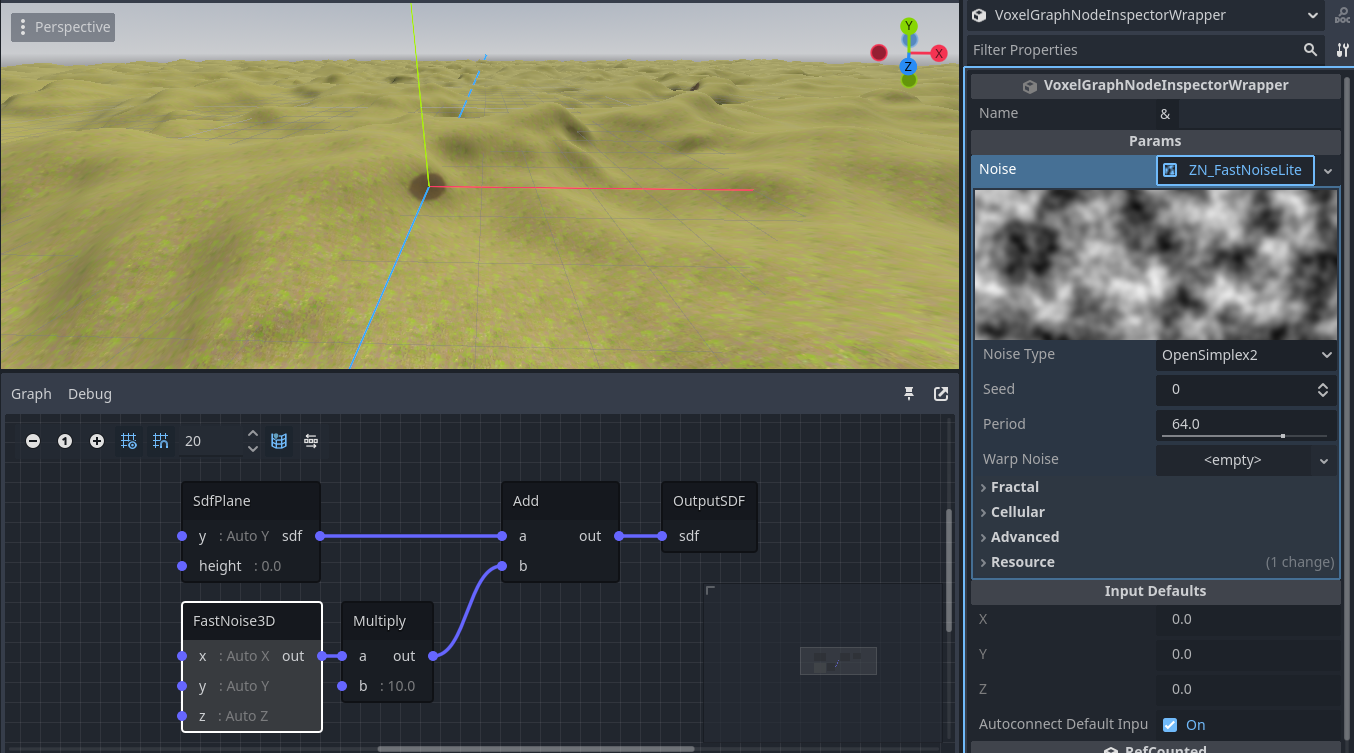 Perspective
Y
X
Z
Graph Debug
20
SdfPlane
y : Auto Y sdf
height : 0.0
Add
a out
b
OutputSDF
sdf
FastNoise3D
x : Auto X out
y : Auto Y
z : Auto Z
Multiply
a out
b : 10.0
VoxelGraphNodeInspectorWrapper
DOC
Filter Properties
VoxelGraphNodeInspectorWrapper
Name &
Params
Noise ZN_FastNoiseLite
Noise Type OpenSimplex2
Seed 0
Period 64.0
Warp Noise <empty>
Fractal
Cellular
Advanced
Resource (1 change)
Input Defaults
X 0.0
Y 0.0
Z 0.0
Autoconnect Default Inpu On
RefCounted